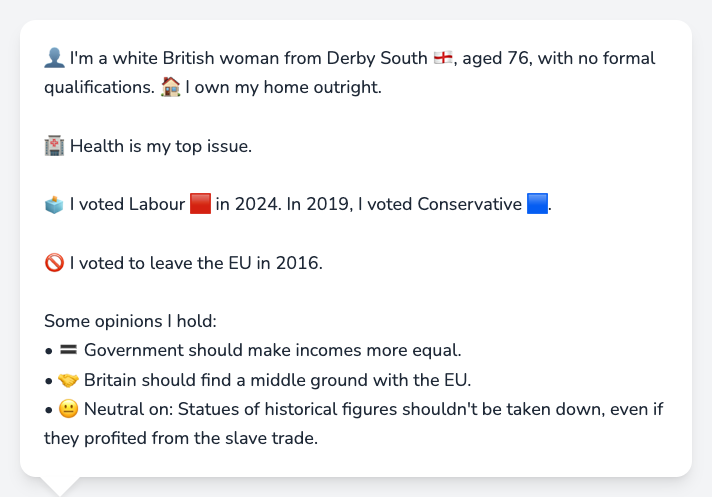 👤 I'm a white British woman from Derby South 🏴󠁧󠁢󠁥󠁮󠁧󠁿, aged 76, with no formal
qualifications. 🏠 I own my home outright.
🏥 Health is my top issue.
🗳️ I voted Labour 🟥 in 2024. In 2019, I voted Conservative 🟦.
🚫 I voted to leave the EU in 2016.
Some opinions I hold:
• 🟰 Government should make incomes more equal.
• 🤝 Britain should find a middle ground with the EU.
• 😐 Neutral on: Statues of historical figures shouldn't be taken down, even if
they profited from the slave trade.